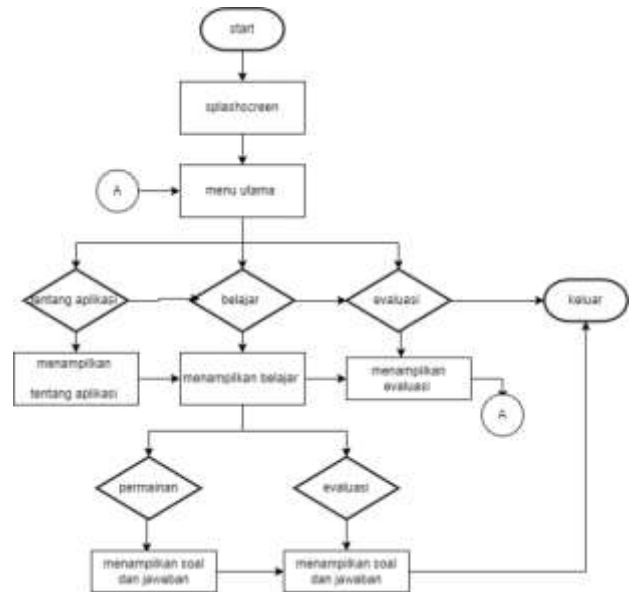 start
splashscreen
A
menu utama
tentang aplikasi
belajar
evaluasi
keluar
menampilkan
tentang aplikasi
menampilkan belajar
menampilkan
evaluasi
A
permainan
evaluasi
menampilkan soal
dan jawaban
menampilkan soal
dan jawaban